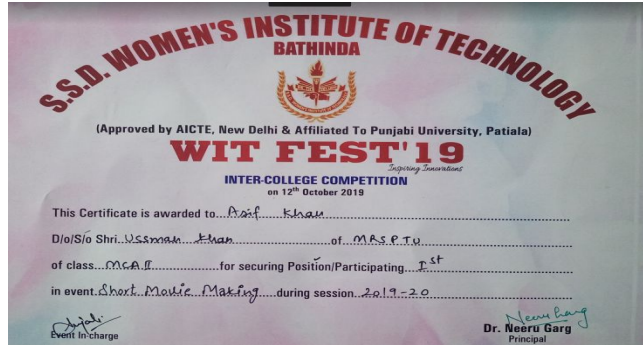 S.S.D. WOMEN'S INSTITUTE OF TECHNOLOGY
BATHINDA
(Approved by AICTE, New Delhi & Affiliated To Punjabi University, Patiala)
WIT FEST'19
Inspiring Innovations
INTER-COLLEGE COMPETITION
on 12th October 2019
This Certificate is awarded to...Asif Khan
D/o/S/o Shri..Ussman Khan...of MRSPTU
of class...MCA II...for securing Position/Participating...Ist
in event.Short Movie Making...during session.2019-20
Neeru Garg
Event In-charge
Dr. Neeru Garg
Principal